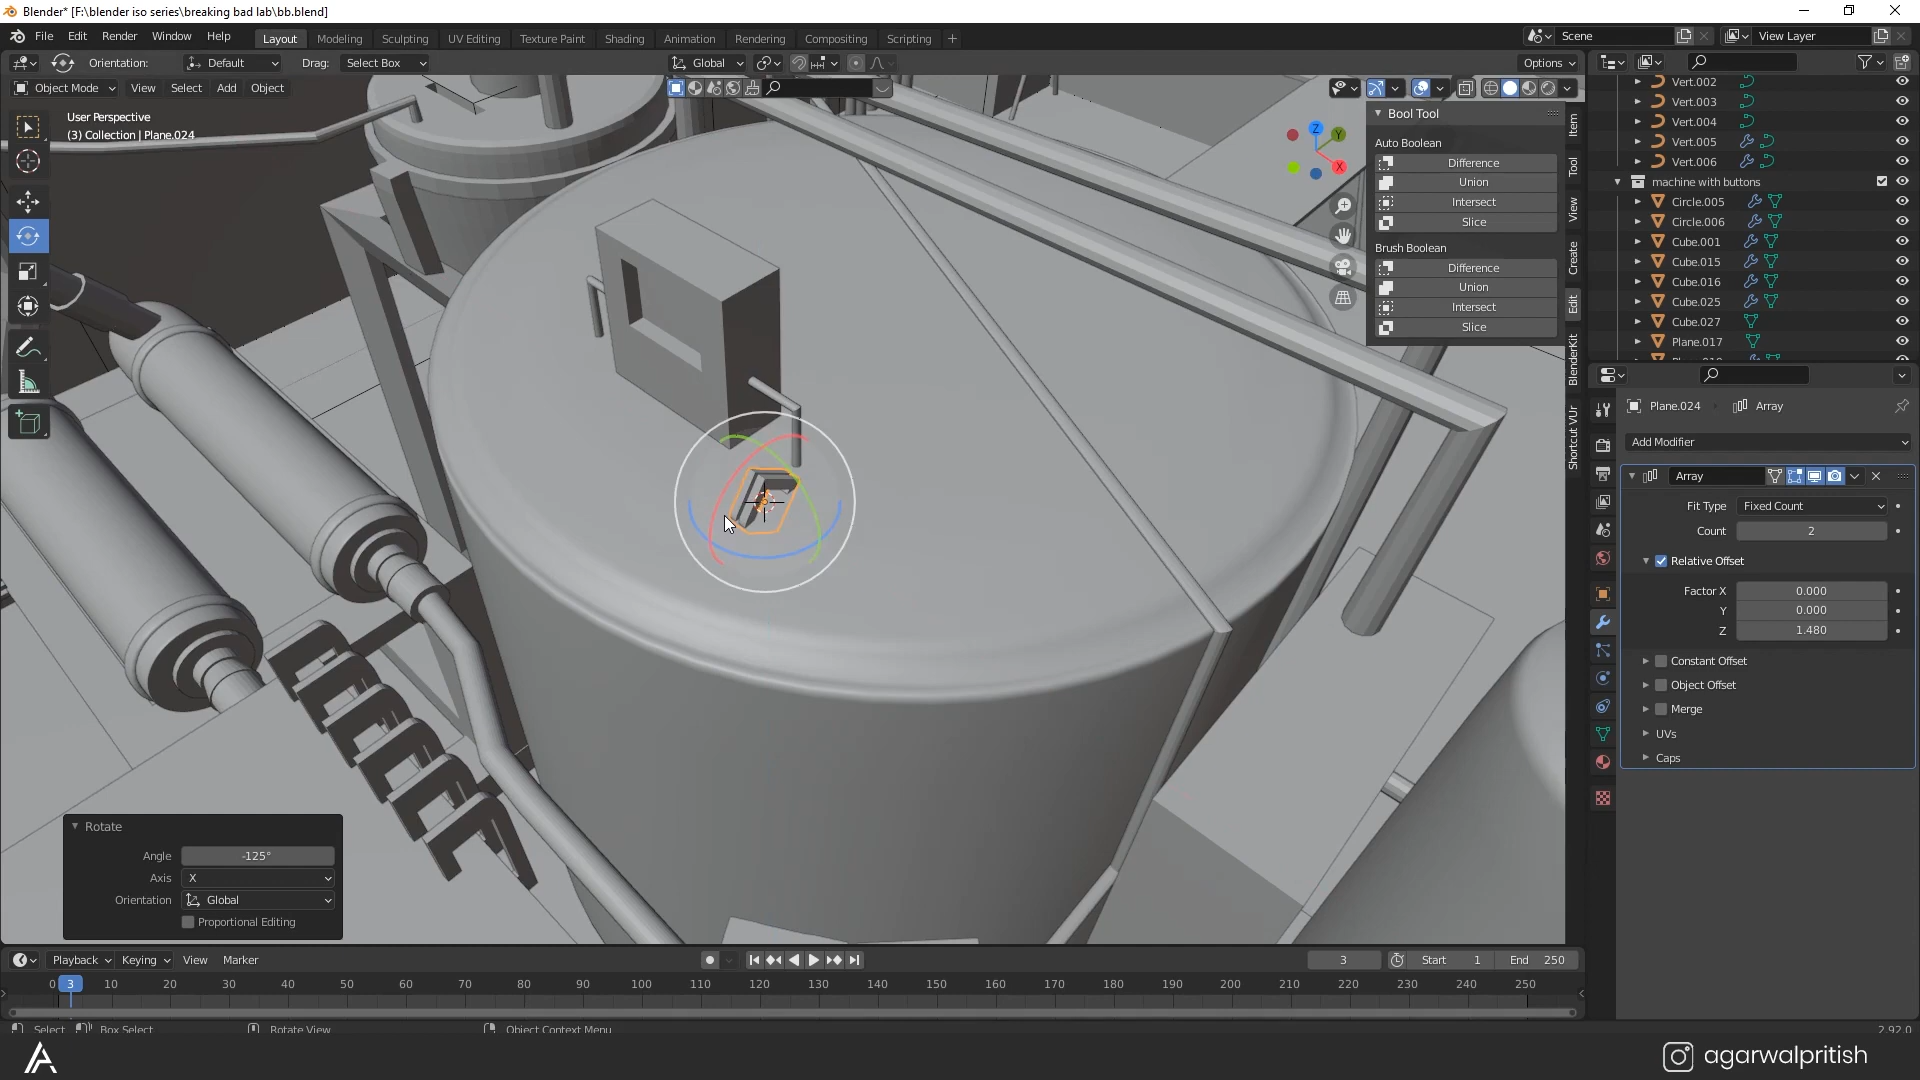 Blender* [F:\blender iso series\breaking bad lab\bb.blend]
File Edit Render Window Help Layout Modeling Sculpting UV Editing Texture Paint Shading Animation Rendering Compositing Scripting + Scene View Layer
Orientation: Default Drag: Select Box Global Options
Object Mode View Select Add Object
User Perspective
(3) Collection | Plane.024
Bool Tool
Auto Boolean
Difference
Union
Intersect
Slice
Brush Boolean
Difference
Union
Intersect
Slice
Item
Tool
View
Create
Edit
BlenderKit
Shortcut VUr
Z
Y
X
Vert.002
Vert.003
Vert.004
Vert.005
Vert.006
machine with buttons
Circle.005
Circle.006
Cube.001
Cube.015
Cube.016
Cube.025
Cube.027
Plane.017
Plane.024 Array
Add Modifier
Array
Fit Type Fixed Count
Count 2
Relative Offset
Factor X 0.000
Y 0.000
Z 1.480
Constant Offset
Object Offset
Merge
UVs
Caps
Rotate
Angle -125°
Axis X
Orientation Global
Proportional Editing
Playback Keying View Marker 3 Start 1 End 250
0 3 10 20 30 40 50 60 70 80 90 100 110 120 130 140 150 160 170 180 190 200 210 220 230 240 250
Select Box Select Rotate View Object Context Menu 2.92.0
agarwalpritish